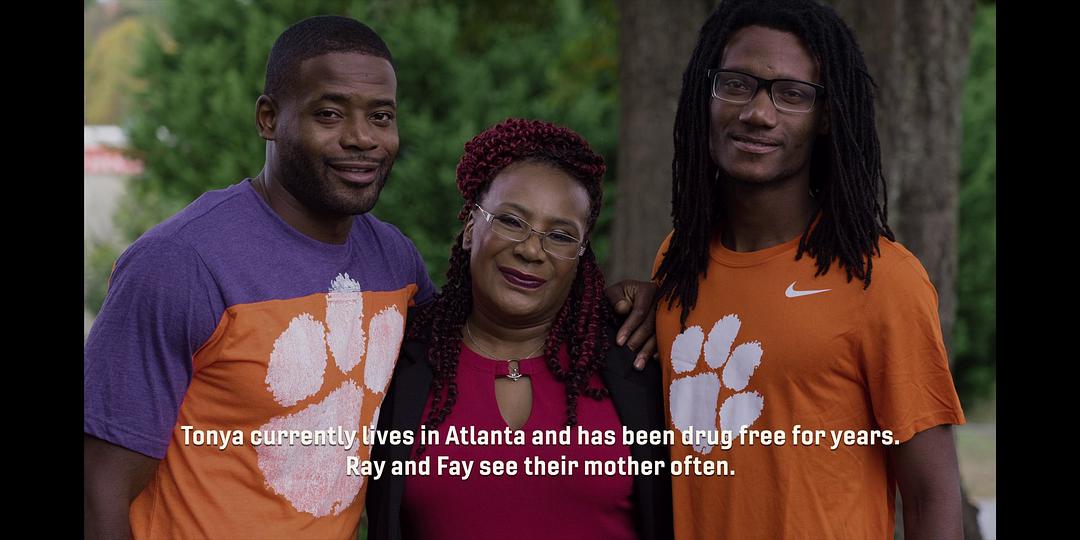 Tonya currently lives in Atlanta and has been drug free for years.
Ray and Fay see their mother often.